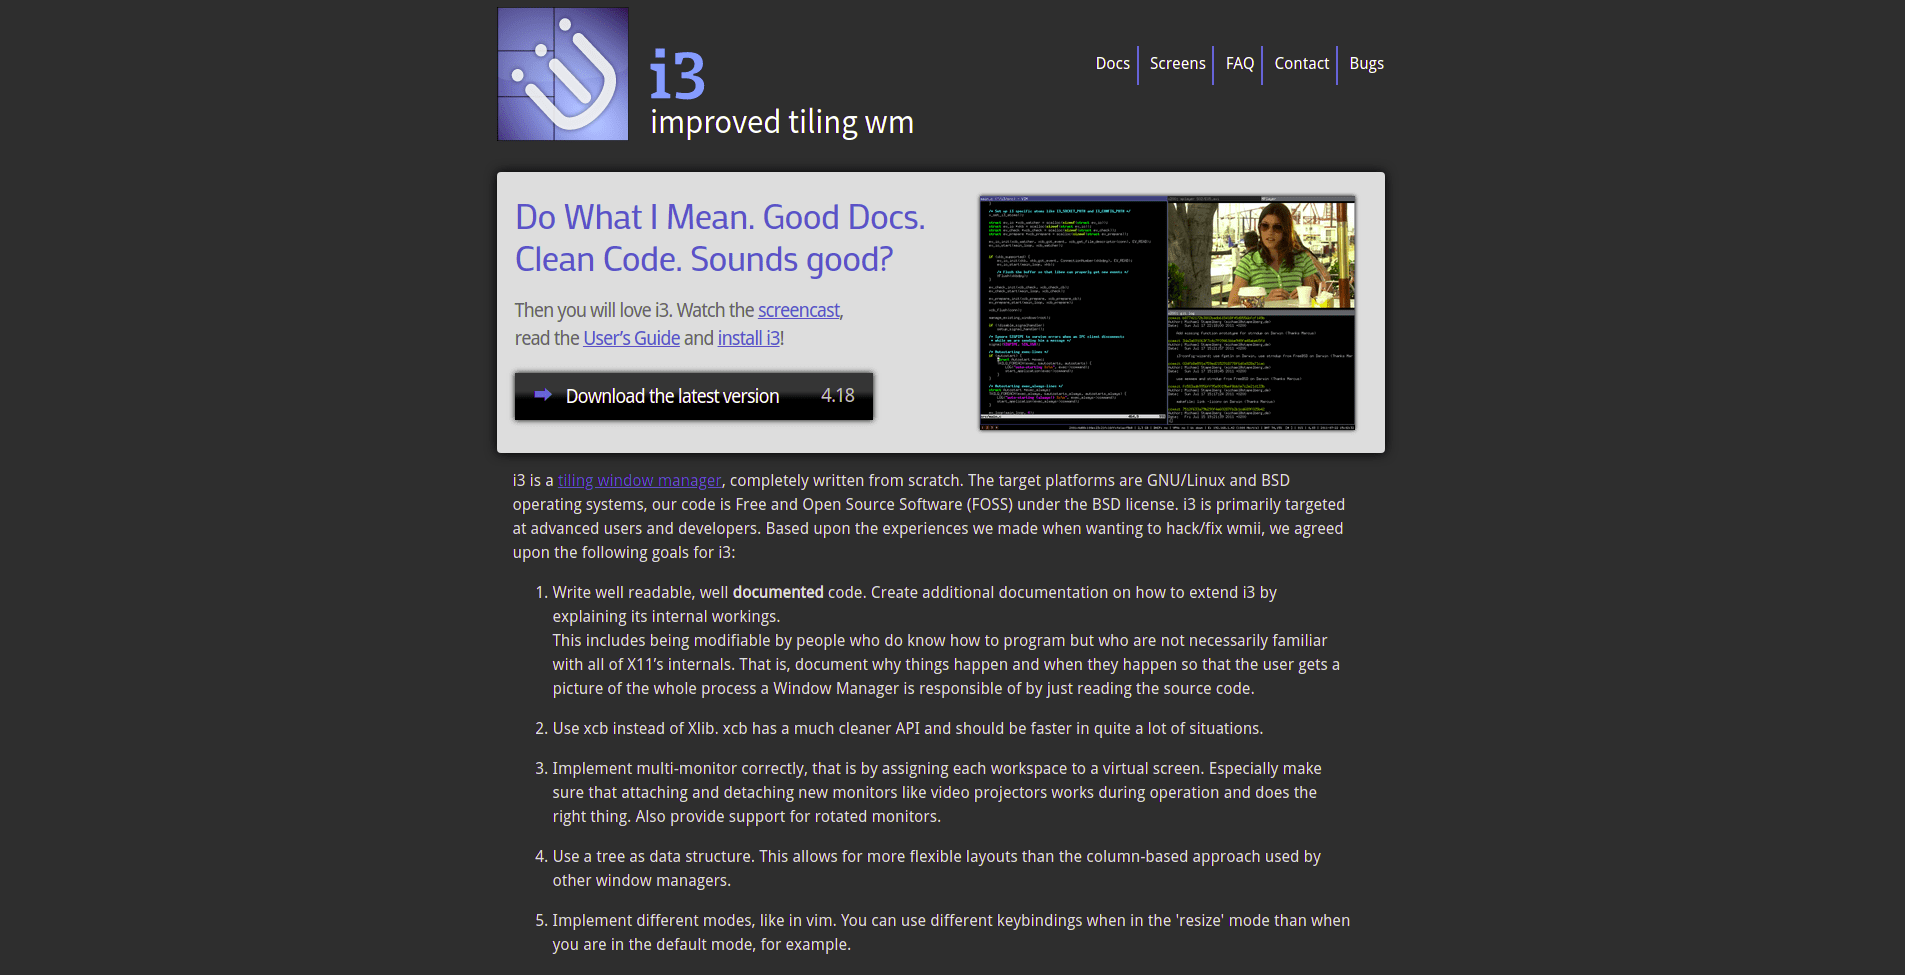 i3
improved tiling wm
Docs
Screens
FAQ
Contact
Bugs
Do What I Mean. Good Docs.
Clean Code. Sounds good?
Then you will love i3. Watch the screencast,
read the User’s Guide and install i3!
Download the latest version 4.18
i3 is a tiling window manager, completely written from scratch. The target platforms are GNU/Linux and BSD
operating systems, our code is Free and Open Source Software (FOSS) under the BSD license. i3 is primarily targeted
at advanced users and developers. Based upon the experiences we made when wanting to hack/fix wmii, we agreed
upon the following goals for i3:
1. Write well readable, well documented code. Create additional documentation on how to extend i3 by
explaining its internal workings.
This includes being modifiable by people who do know how to program but who are not necessarily familiar
with all of X11’s internals. That is, document why things happen and when they happen so that the user gets a
picture of the whole process a Window Manager is responsible of by just reading the source code.
2. Use xcb instead of Xlib. xcb has a much cleaner API and should be faster in quite a lot of situations.
3. Implement multi-monitor correctly, that is by assigning each workspace to a virtual screen. Especially make
sure that attaching and detaching new monitors like video projectors works during operation and does the
right thing. Also provide support for rotated monitors.
4. Use a tree as data structure. This allows for more flexible layouts than the column-based approach used by
other window managers.
5. Implement different modes, like in vim. You can use different keybindings when in the 'resize' mode than when
you are in the default mode, for example.